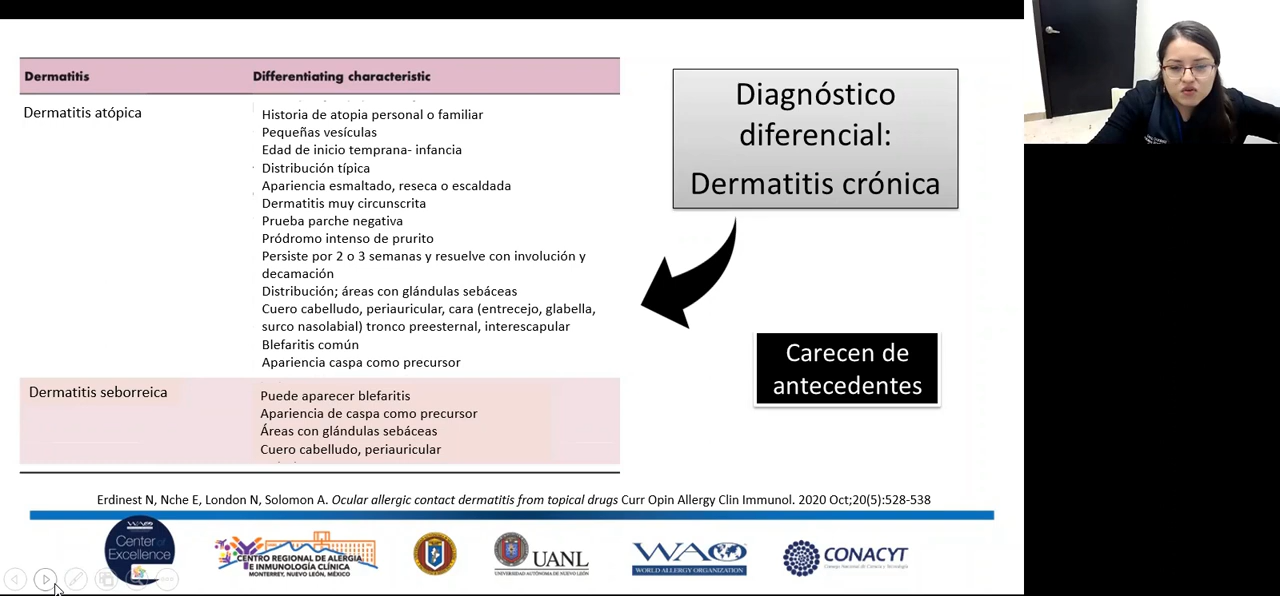 Dermatitis
Differentiating characteristic
Dermatitis atópica
Historia de atopia personal o familiar
Pequeñas vesículas
Edad de inicio temprana- infancia
Distribución típica
Apariencia esmaltado, reseca o escaldada
Dermatitis muy circunscrita
Prueba parche negativa
Pródromo intenso de prurito
Persiste por 2 o 3 semanas y resuelve con involución y
decamación
Distribución; áreas con glándulas sebáceas
Cuero cabelludo, periauricular, cara (entrecejo, glabella,
surco nasolabial) tronco preesternal, interescapular
Blefaritis común
Apariencia caspa como precursor
Dermatitis seborreica
Puede aparecer blefaritis
Apariencia de caspa como precursor
Áreas con glándulas sebáceas
Cuero cabelludo, periauricular
Diagnóstico
diferencial:
Dermatitis crónica
Carecen de
antecedentes
Erdinest N, Nche E, London N, Solomon A. Ocular allergic contact dermatitis from topical drugs Curr Opin Allergy Clin Immunol. 2020 Oct;20(5):528-538
Center of
Excellence
CENTRO REGIONAL DE ALERGIA
E INMUNOLOGÍA CLÍNICA
MONTERREY, NUEVO LEÓN, MÉXICO
UANL
UNIVERSIDAD AUTÓNOMA DE NUEVO LEÓN
WAO
WORLD ALLERGY ORGANIZATION
CONACYT
Consejo Nacional de Ciencia y Tecnología